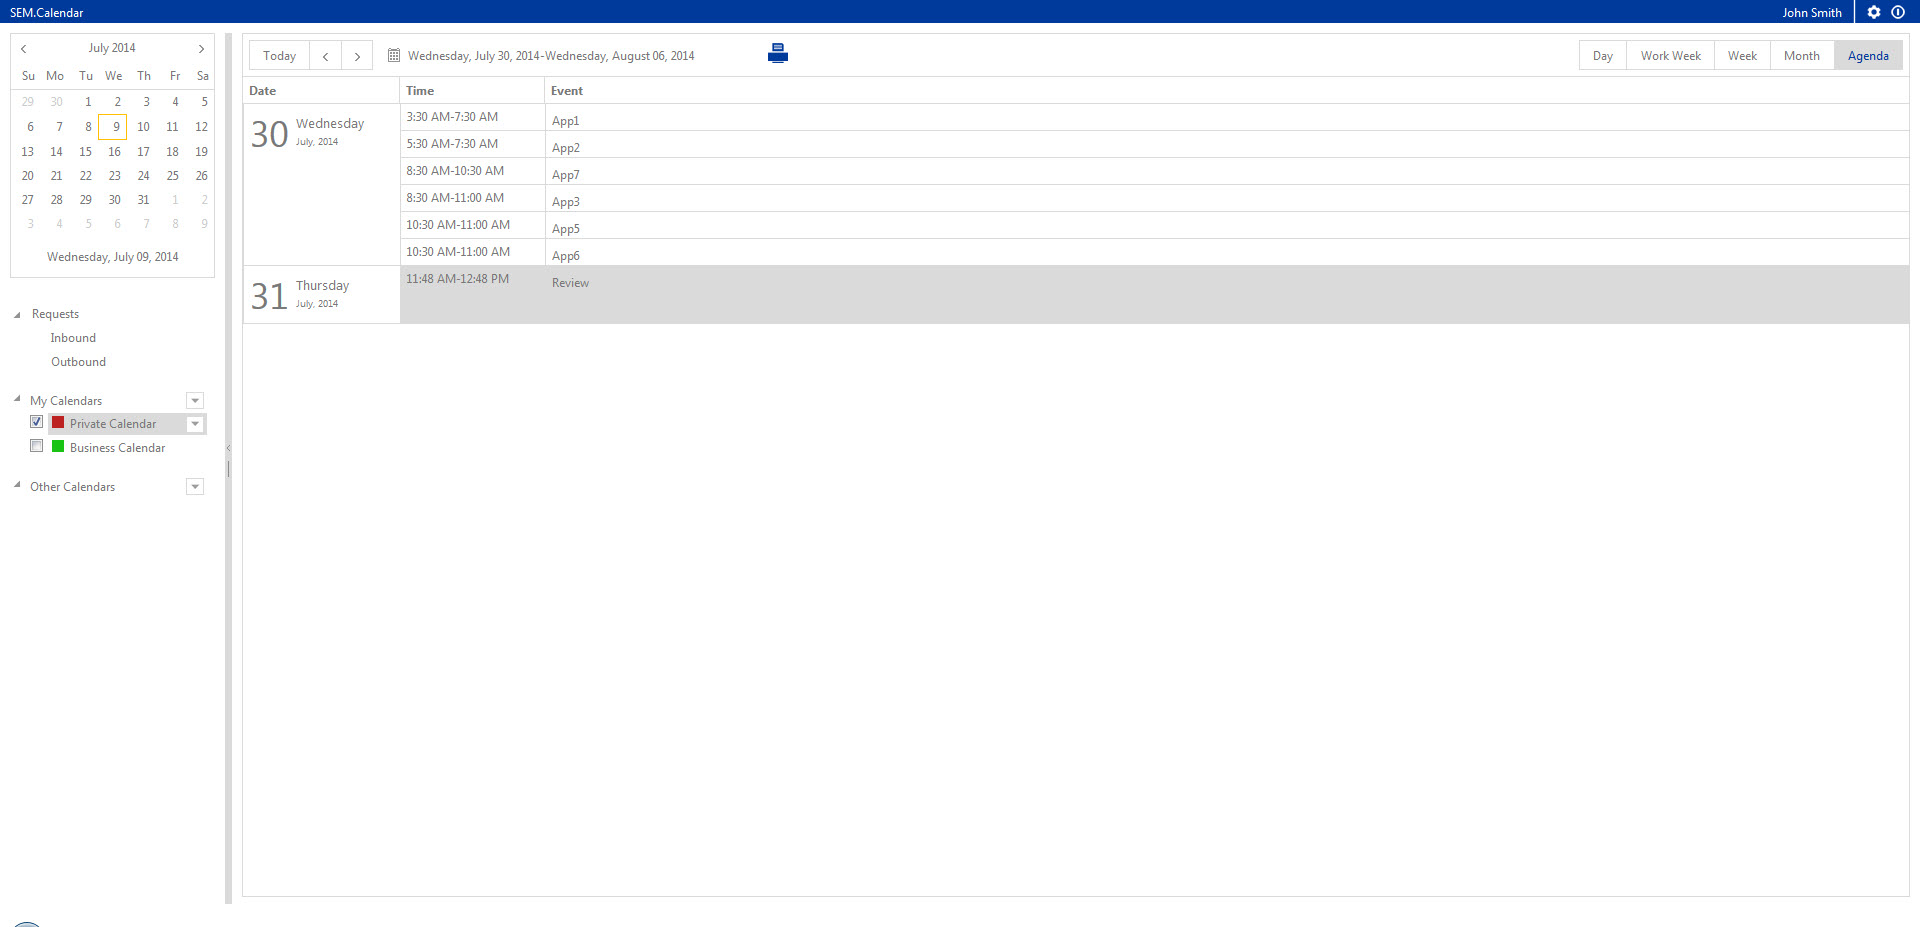 SEM.Calendar
John Smith
July 2014
Su Mo Tu We Th Fr Sa
29 30 1 2 3 4 5
6 7 8 9 10 11 12
13 14 15 16 17 18 19
20 21 22 23 24 25 26
27 28 29 30 31 1 2
3 4 5 6 7 8 9
Wednesday, July 09, 2014
Requests
Inbound
Outbound
My Calendars
Private Calendar
Business Calendar
Other Calendars
Today Wednesday, July 30, 2014-Wednesday, August 06, 2014 Day Work Week Week Month Agenda
Date Time Event
30 Wednesday
July, 2014
3:30 AM-7:30 AM App1
5:30 AM-7:30 AM App2
8:30 AM-10:30 AM App7
8:30 AM-11:00 AM App3
10:30 AM-11:00 AM App5
10:30 AM-11:00 AM App6
31 Thursday
July, 2014
11:48 AM-12:48 PM Review